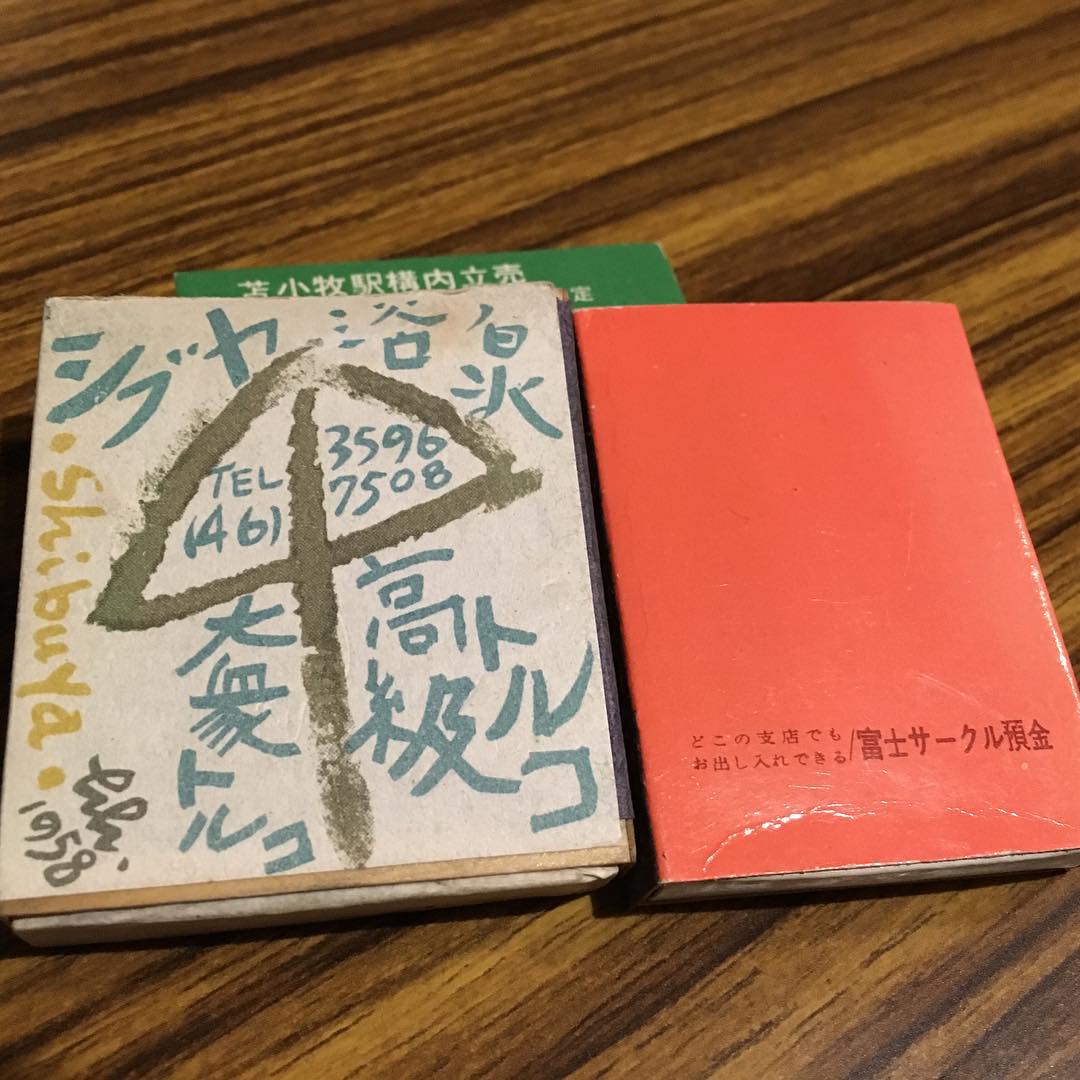 苫小牧駅構内立売
定
シブヤ浴泉
・Shibuya・
TEL
(461)
3596
7508
高級
トルコ
大衆
トルコ
1958
どこの支店でも
お出し入れできる/富士サークル預金